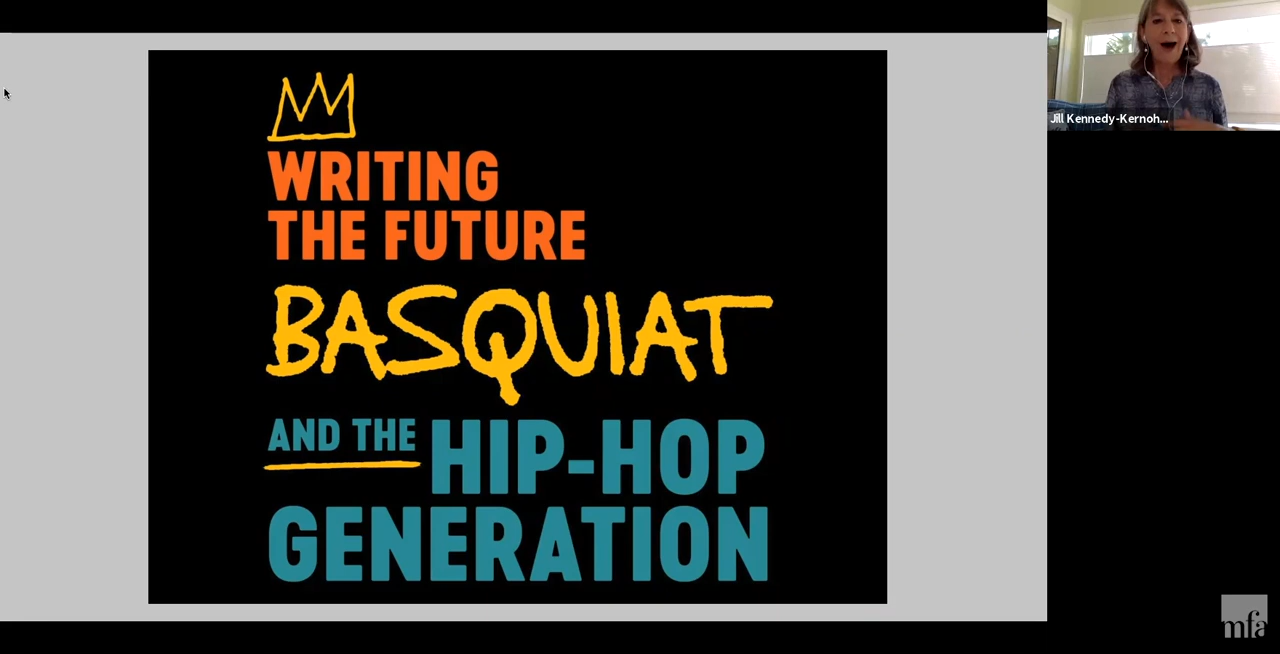 WRITING
THE FUTURE
BASQUIAT
AND THE HIP-HOP
GENERATION
Jill Kennedy-Kernoh...
mfa